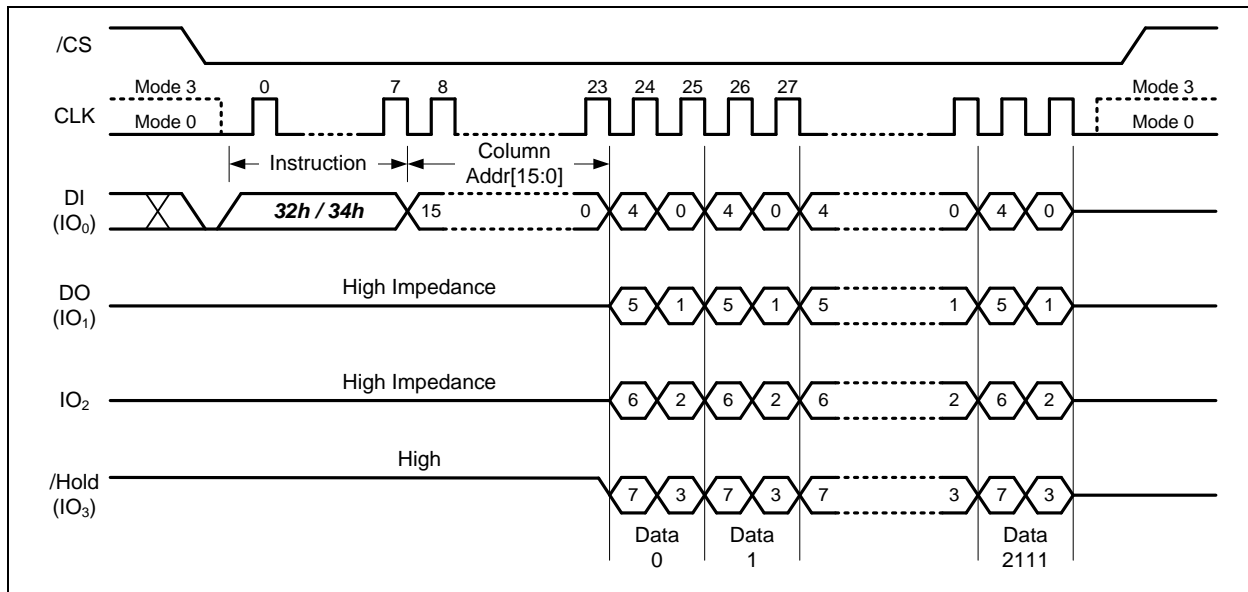 /CS
Mode 3 0 7 8 23 24 25 26 27 Mode 3
CLK
Mode 0 Mode 0
Instruction Column
Addr[15:0]
DI
(IO0) 32h / 34h 15 0 4 0 4 0 4 0 4 0
High Impedance
DO
(IO1) 5 1 5 1 5 1 5 1
High Impedance
IO2 6 2 6 2 6 2 6 2
High
/Hold
(IO3) 7 3 7 3 7 3 7 3
Data Data Data
0 1 2111